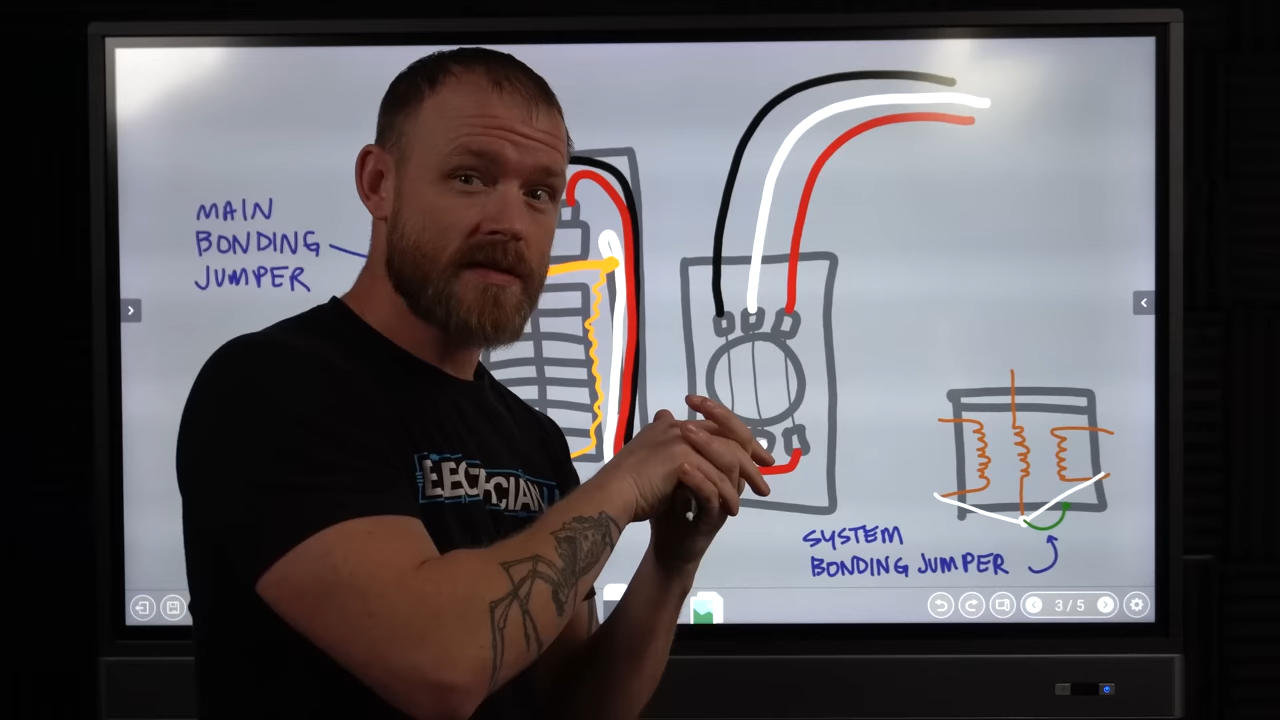 MAIN
BONDING
JUMPER
SYSTEM
BONDING JUMPER
3/5